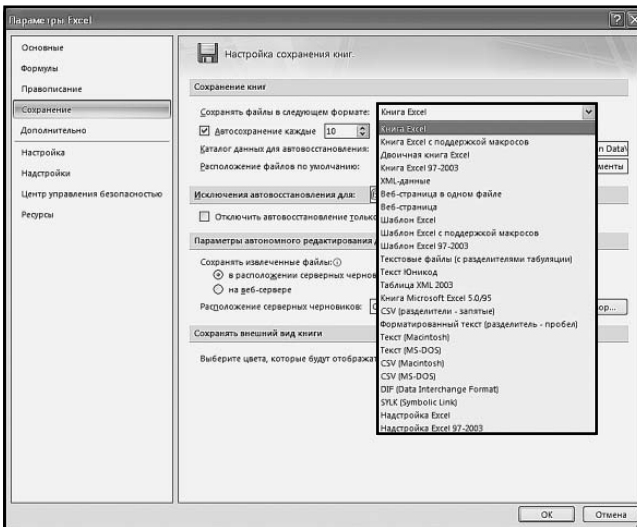 Параметры Excel
Основные
Формулы
Правописание
Сохранение
Дополнительно
Настройка
Надстройки
Центр управления безопасностью
Ресурсы
Настройка сохранения книг.
Сохранение книг
Сохранять файлы в следующем формате: Книга Excel
Автосохранение каждые 10
Каталог данных для автовосстановления: n Data\
Расположение файлов по умолчанию: менты
Исключения автовосстановления для:
Отключить автовосстановление только
Параметры автономного редактирования д
Сохранять извлеченные файлы:
в расположении серверных чернов
на веб-сервере
Расположение серверных черновиков: ор...
Сохранять внешний вид книги
Выберите цвета, которые будут отображат
Книга Excel
Книга Excel с поддержкой макросов
Двоичная книга Excel
Книга Excel 97-2003
XML-данные
Веб-страница в одном файле
Веб-страница
Шаблон Excel
Шаблон Excel с поддержкой макросов
Шаблон Excel 97-2003
Текстовые файлы (с разделителями табуляции)
Текст Юникод
Таблица XML 2003
Книга Microsoft Excel 5.0/95
CSV (разделители - запятые)
Форматированный текст (разделитель - пробел)
Текст (Macintosh)
Текст (MS-DOS)
CSV (Macintosh)
CSV (MS-DOS)
DIF (Data Interchange Format)
SYLK (Symbolic Link)
Надстройка Excel
Надстройка Excel 97-2003
ОК Отмена